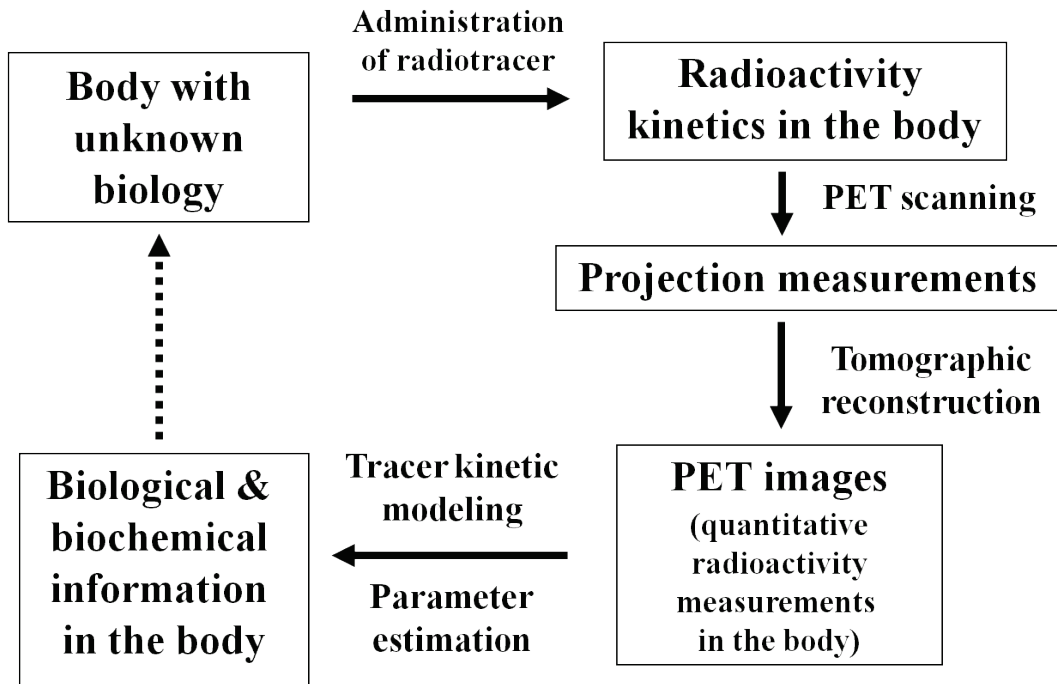 Body with
unknown
biology
Administration
of radiotracer
Radioactivity
kinetics in the body
PET scanning
Projection measurements
Tomographic
reconstruction
PET images
(quantitative
radioactivity
measurements
in the body)
Tracer kinetic
modeling
Parameter
estimation
Biological &
biochemical
information
in the body